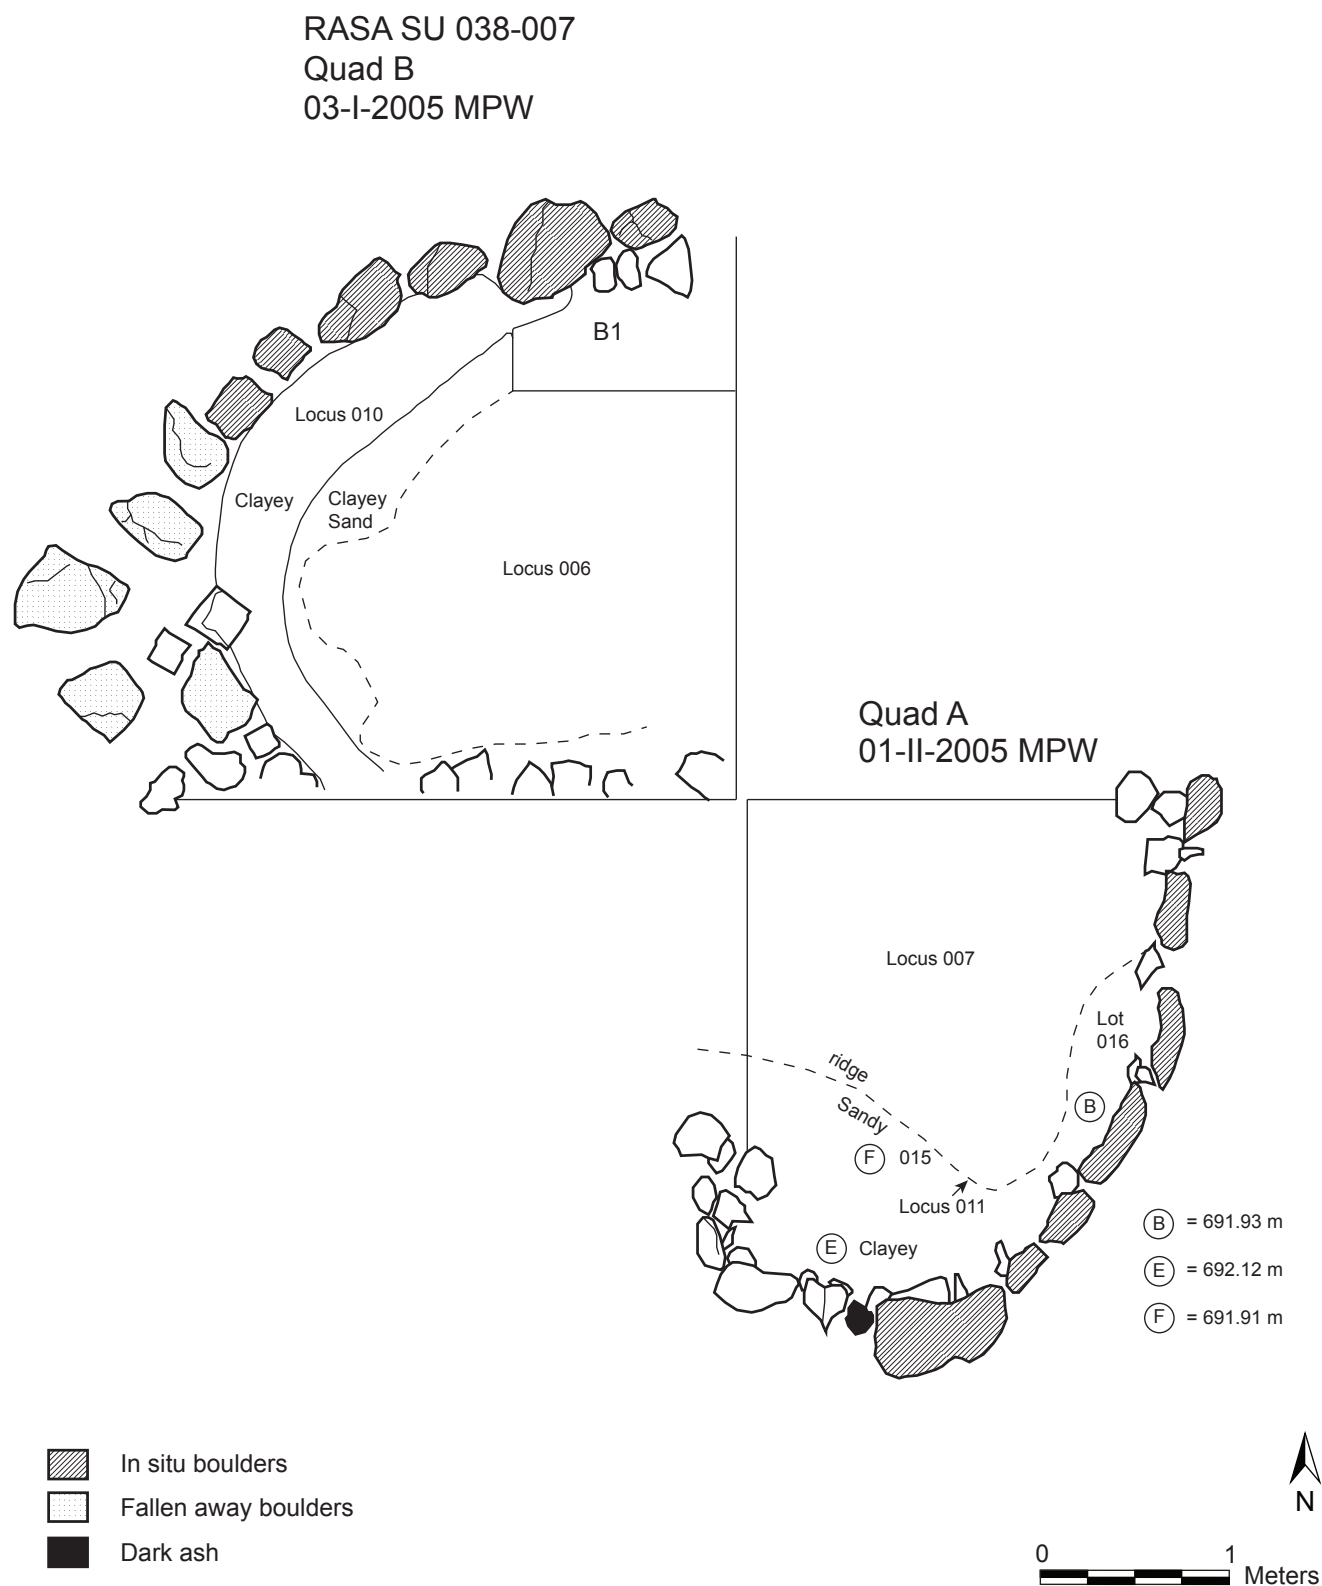 RASA SU 038-007
Quad B
03-I-2005 MPW
B1
Locus 010
Clayey
Clayey
Sand
Locus 006
Quad A
01-II-2005 MPW
Locus 007
Lot
016
ridge
Sandy
B
F 015
Locus 011
E Clayey
B = 691.93 m
E = 692.12 m
F = 691.91 m
In situ boulders
Fallen away boulders
Dark ash
N
0 1
Meters